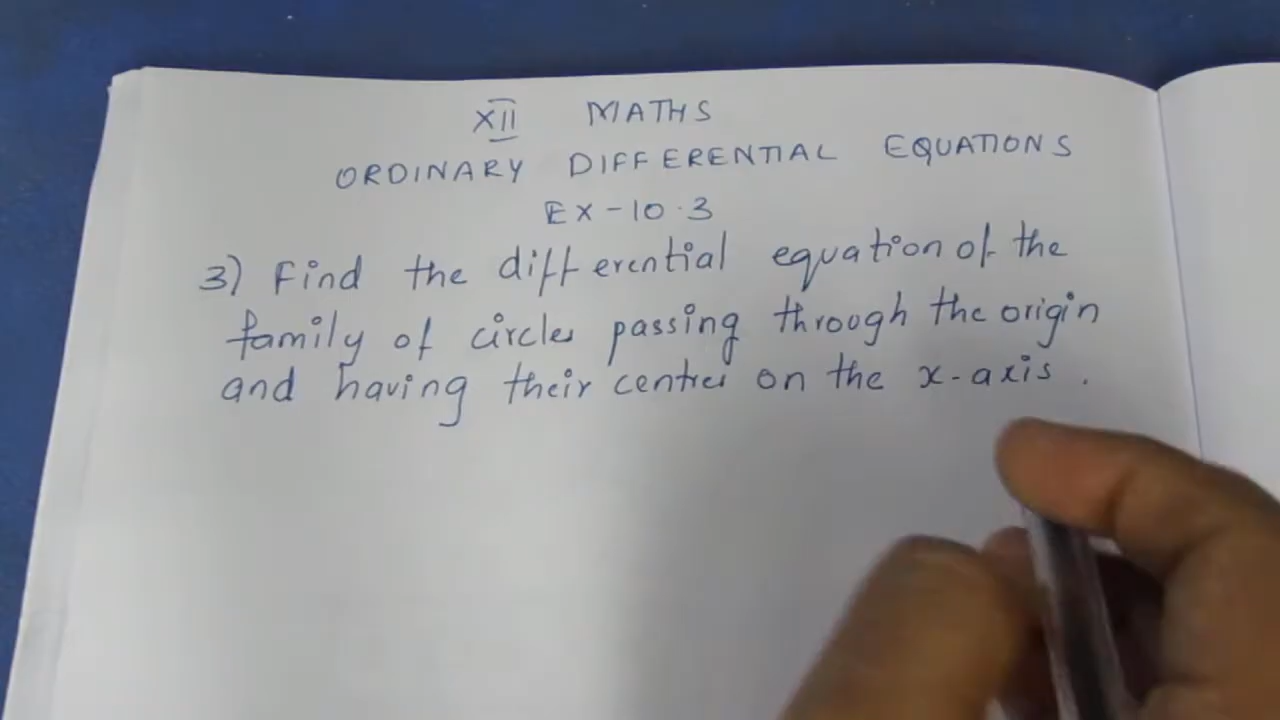 XII MATHS
ORDINARY DIFFERENTIAL EQUATIONS
EX-10.3
3) Find the differential equation of the
family of circles passing through the origin
and having their centres on the x-axis.